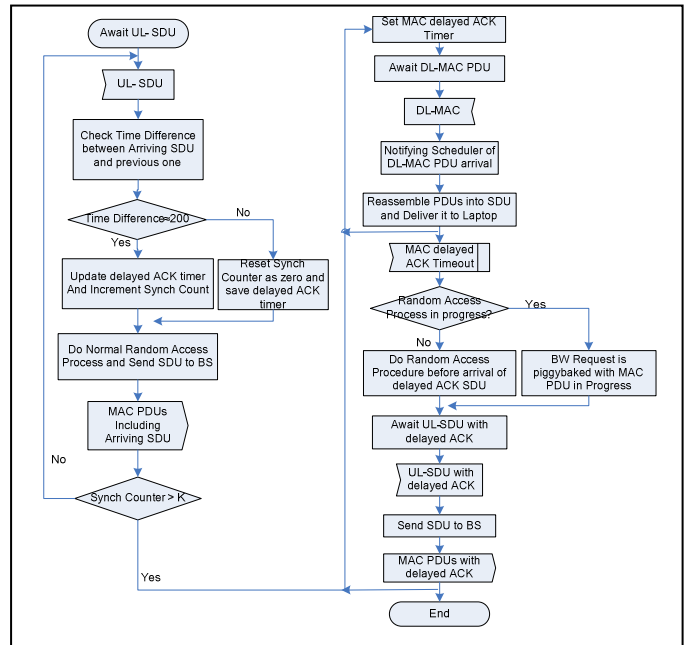 Await UL- SDU
UL- SDU
Check Time Difference
between Arriving SDU
and previous one
Time Difference≈200
No
Yes
Update delayed ACK timer
And Increment Synch Count
Reset Synch
Counter as zero and
save delayed ACK
timer
Do Normal Random Access
Process and Send SDU to BS
MAC PDUs
Including
Arriving SDU
No
Synch Counter > K
Yes
Set MAC delayed ACK
Timer
Await DL-MAC PDU
DL-MAC
Notifying Scheduler of
DL-MAC PDU arrival
Reassemble PDUs into SDU
and Deliver it to Laptop
MAC delayed
ACK Timeout
Random Access
Process in progress?
Yes
No
Do Random Access
Procedure before arrival of
delayed ACK SDU
BW Request is
piggybaked with MAC
PDU in Progress
Await UL-SDU with
delayed ACK
UL-SDU with
delayed ACK
Send SDU to BS
MAC PDUs with
delayed ACK
End